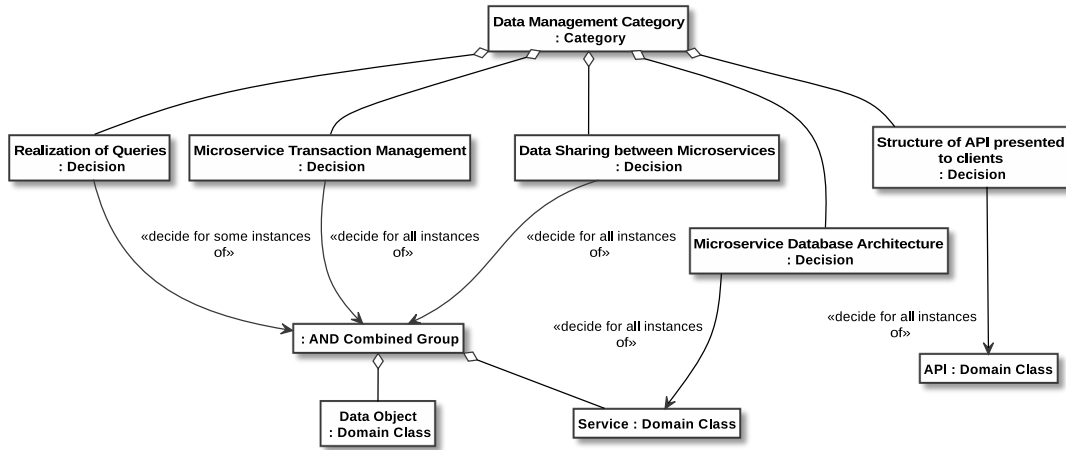 Data Management Category
: Category
Realization of Queries
: Decision
Microservice Transaction Management
: Decision
Data Sharing between Microservices
: Decision
Structure of API presented
to clients
: Decision
«decide for some instances
of»
«decide for all instances
of»
«decide for all instances
of»
Microservice Database Architecture
: Decision
: AND Combined Group
«decide for all instances
of»
«decide for all instances
of»
API : Domain Class
Data Object
: Domain Class
Service : Domain Class